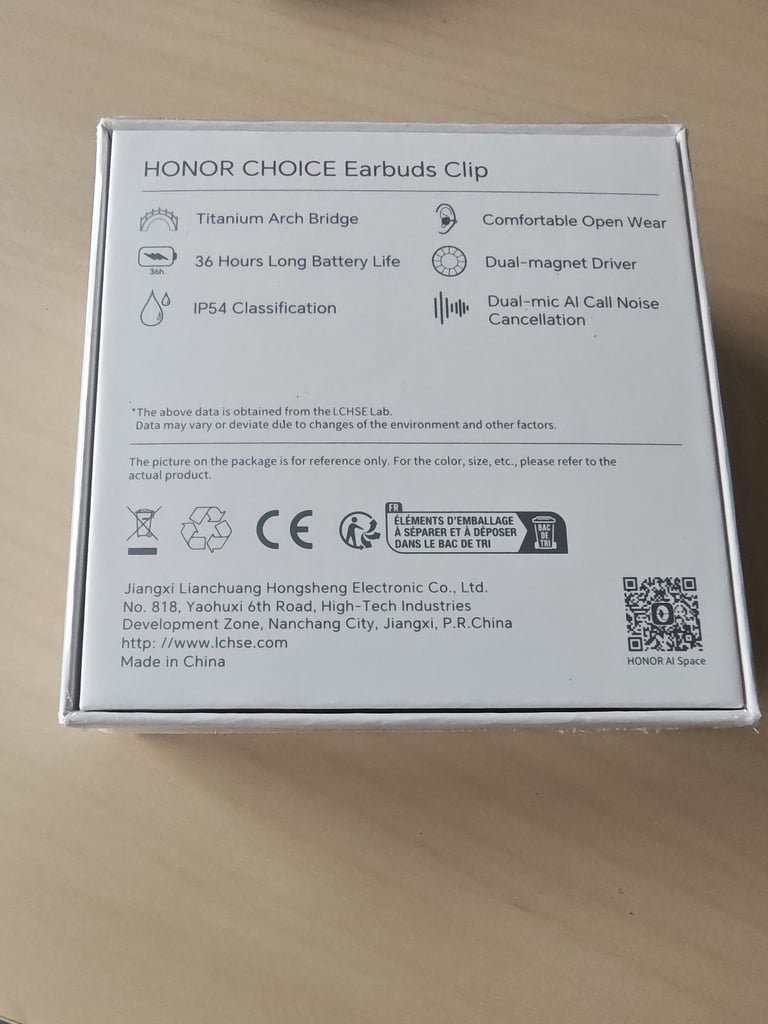 HONOR CHOICE Earbuds Clip
Titanium Arch Bridge
Comfortable Open Wear
36h
36 Hours Long Battery Life
Dual-magnet Driver
IP54 Classification
Dual-mic AI Call Noise
Cancellation
*The above data is obtained from the LCHSE Lab.
Data may vary or deviate due to changes of the environment and other factors.
The picture on the package is for reference only. For the color, size, etc., please refer to the
actual product.
CE
FR
ÉLÉMENTS D'EMBALLAGE
À SÉPARER ET À DÉPOSER
DANS LE BAC DE TRI
BAC
DE
TRI
Jiangxi Lianchuang Hongsheng Electronic Co., Ltd.
No. 818, Yaohuxi 6th Road, High-Tech Industries
Development Zone, Nanchang City, Jiangxi, P.R.China
http: //www.lchse.com
Made in China
HONOR AI Space